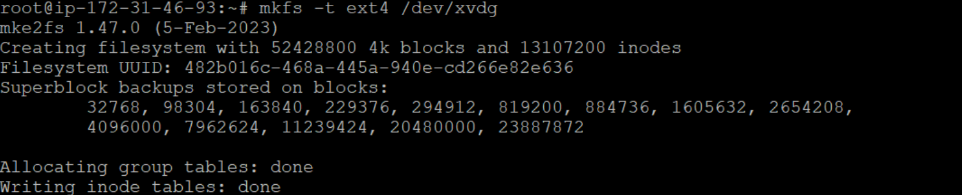 root@ip-172-31-46-93:~# mkfs -t ext4 /dev/xvdg
mke2fs 1.47.0 (5-Feb-2023)
Creating filesystem with 52428800 4k blocks and 13107200 inodes
Filesystem UUID: 482b016c-468a-445a-940e-cd266e82e636
Superblock backups stored on blocks:
32768, 98304, 163840, 229376, 294912, 819200, 884736, 1605632, 2654208,
4096000, 7962624, 11239424, 20480000, 23887872
Allocating group tables: done
Writing inode tables: done